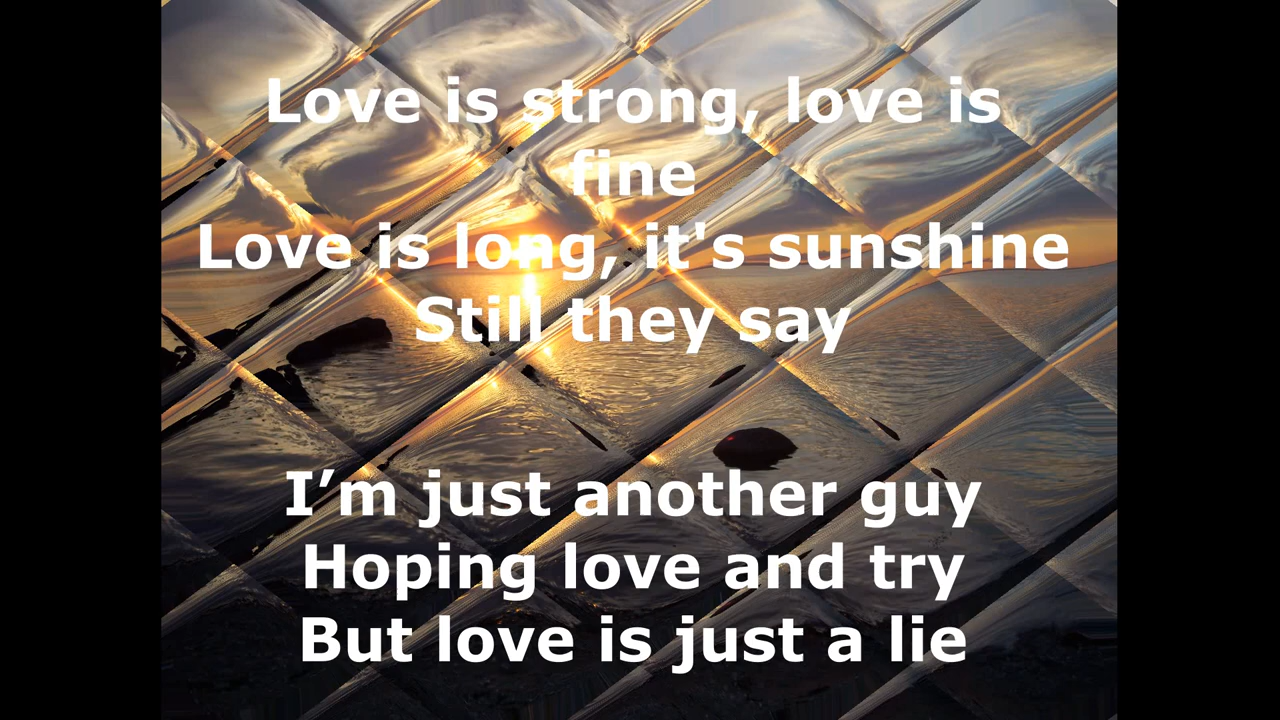 Love is strong, love is
fine
Love is long, it's sunshine
Still they say
I’m just another guy
Hoping love and try
But love is just a lie